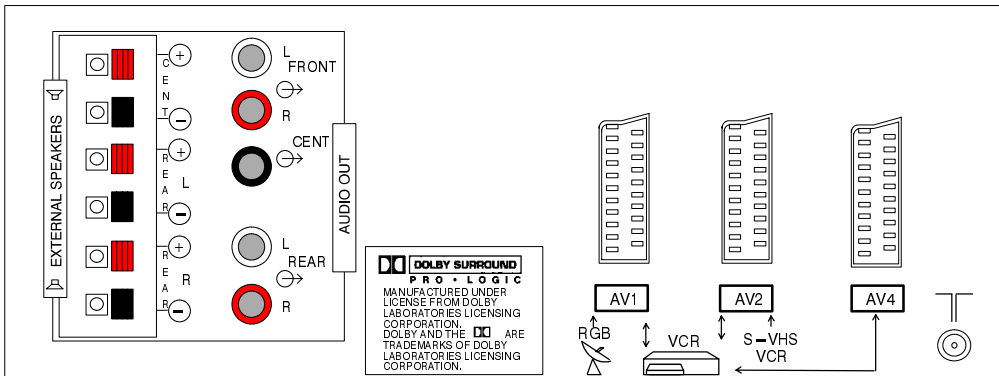 EXTERNAL SPEAKERS
+
CENT
−
+
REAR
L
−
+
REAR
R
−
L
FRONT
R
CENT
L
REAR
R
AUDIO OUT
DOLBY SURROUND
PRO • LOGIC
MANUFACTURED UNDER
LICENSE FROM DOLBY
LABORATORIES LICENSING
CORPORATION.
DOLBY AND THE ARE
TRADEMARKS OF DOLBY
LABORATORIES LICENSING
CORPORATION.
AV1
AV2
AV4
RGB
VCR
S–VHS
VCR